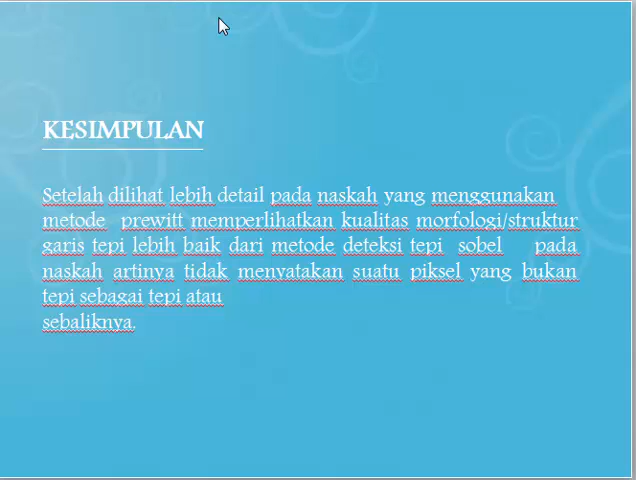 KESIMPULAN
Setelah dilihat lebih detail pada naskah yang menggunakan
metode prewitt memperlihatkan kualitas morfologi/struktur
garis tepi lebih baik dari metode deteksi tepi sobel pada
naskah artinya tidak menyatakan suatu piksel yang bukan
tepi sebagai tepi atau
sebaliknya.